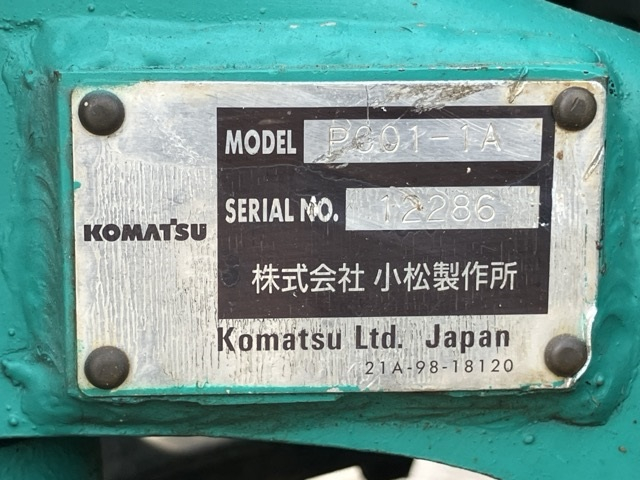 MODEL PC01-1A
SERIAL NO. 12286
KOMATSU
株式会社 小松製作所
Komatsu Ltd. Japan
21A-98-18120